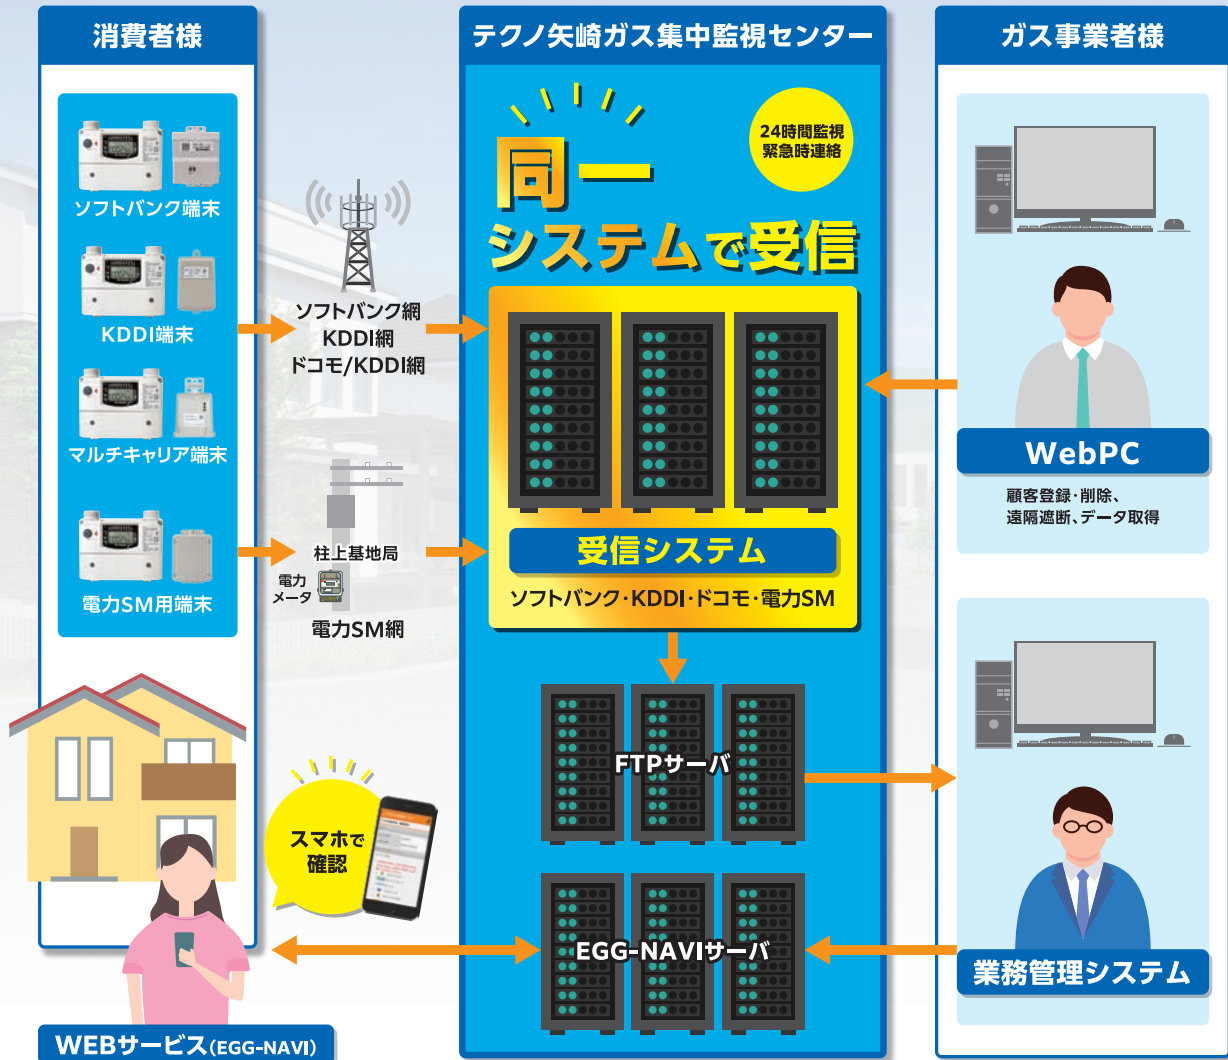 消費者様
ソフトバンク端末
KDDI端末
マルチキャリア端末
電力SM用端末
ソフトバンク網
KDDI網
ドコモ/KDDI網
柱上基地局
電力
メータ
電力SM網
スマホで
確認
WEBサービス(EGG-NAVI)
テクノ矢崎ガス集中監視センター
24時間監視
緊急時連絡
同一
システムで受信
受信システム
ソフトバンク・KDDI・ドコモ・電力SM
FTPサーバ
EGG-NAVIサーバ
ガス事業者様
WebPC
顧客登録・削除、
遠隔遮断、データ取得
業務管理システム